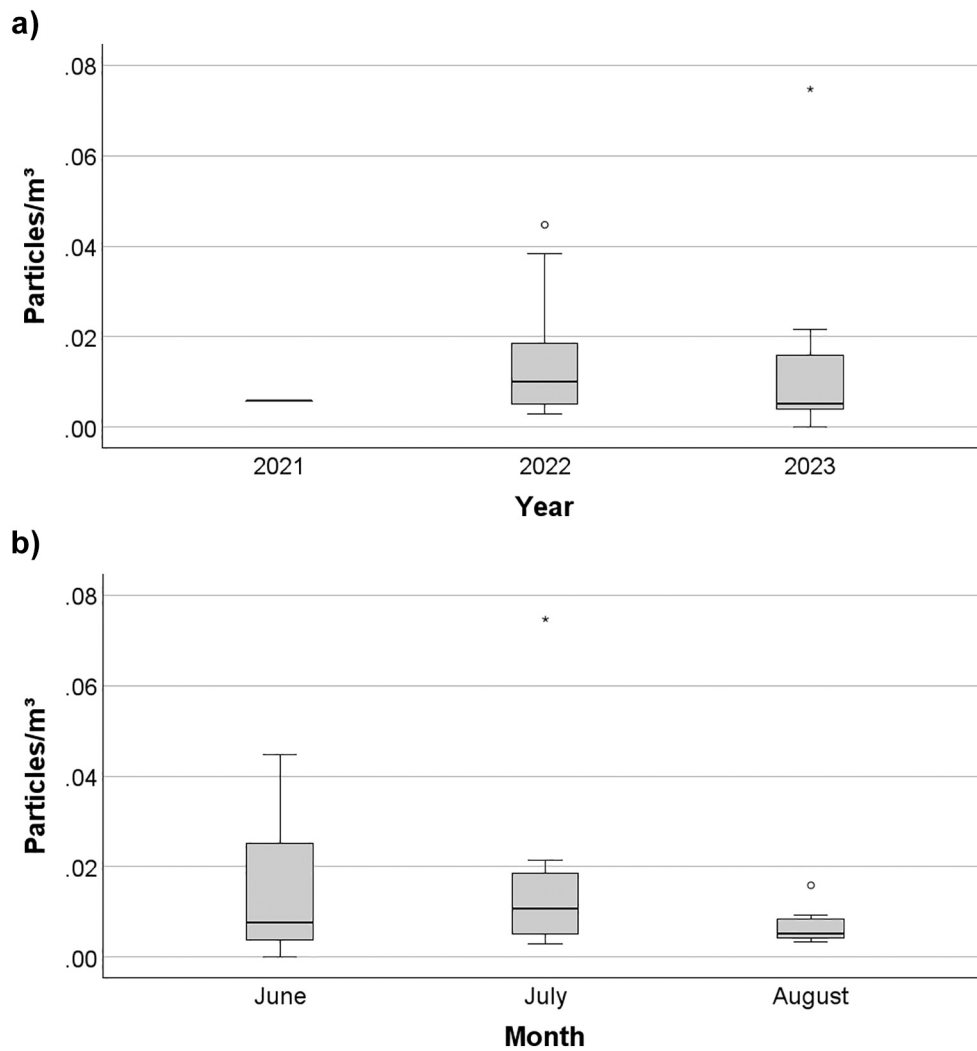 a)
.08
.06
.04
.02
.00
Particles/m³
2021 2022 2023
Year
b)
.08
.06
.04
.02
.00
Particles/m³
June July August
Month